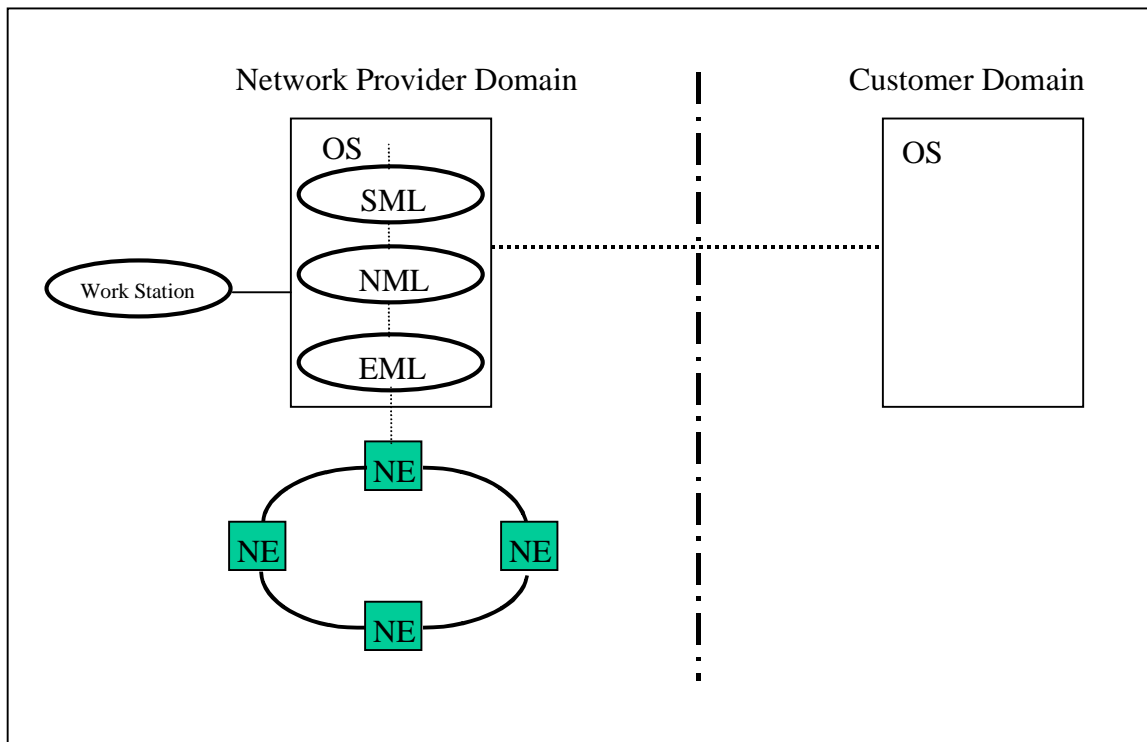 Network Provider Domain
Customer Domain
OS
OS
SML
NML
Work Station
EML
NE
NE
NE
NE